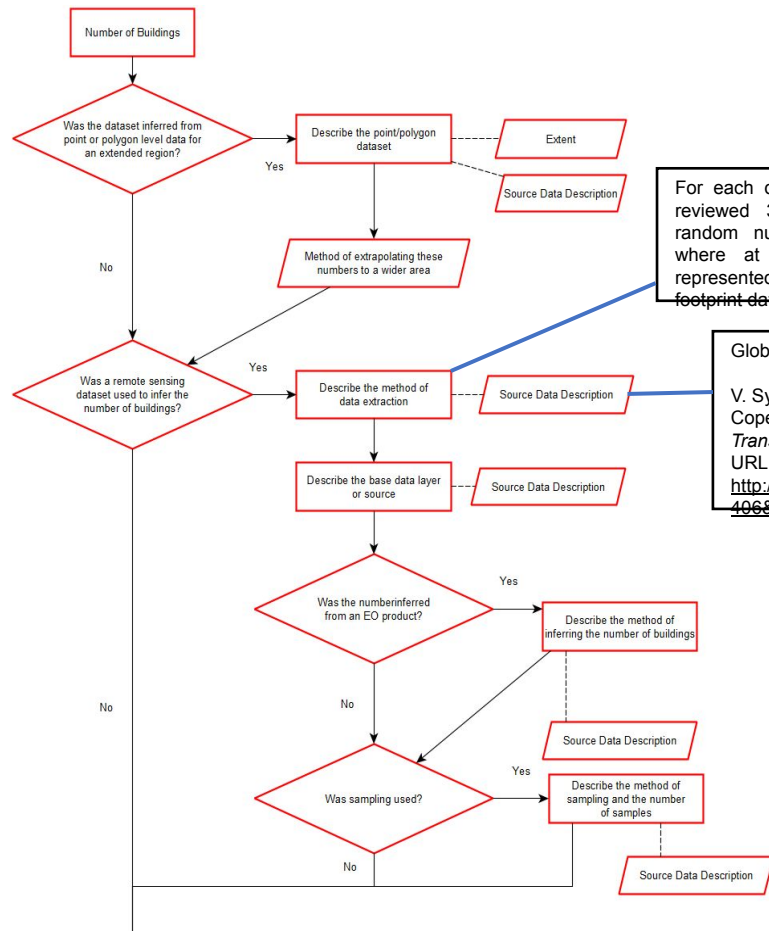 Number of Buildings
Was the dataset inferred from
point or polygon level data for
an extended region?
Yes
Describe the point/polygon
dataset
Extent
Source Data Description
No
Method of extrapolating these
numbers to a wider area
For each
reviewed
random
where at
represented
footprint
Was a remote sensing
dataset used to infer the
number of buildings?
Yes
Describe the method of
data extraction
Source Data Description
V.
URL
Describe the base data layer
or source
Source Data Description
Was the numberinferred
from an EO product?
Yes
Describe the method of
inferring the number of buildings
No
No
Source Data Description
Was sampling used?
Yes
Describe the method of
sampling and the number
of samples
No
Source Data Description